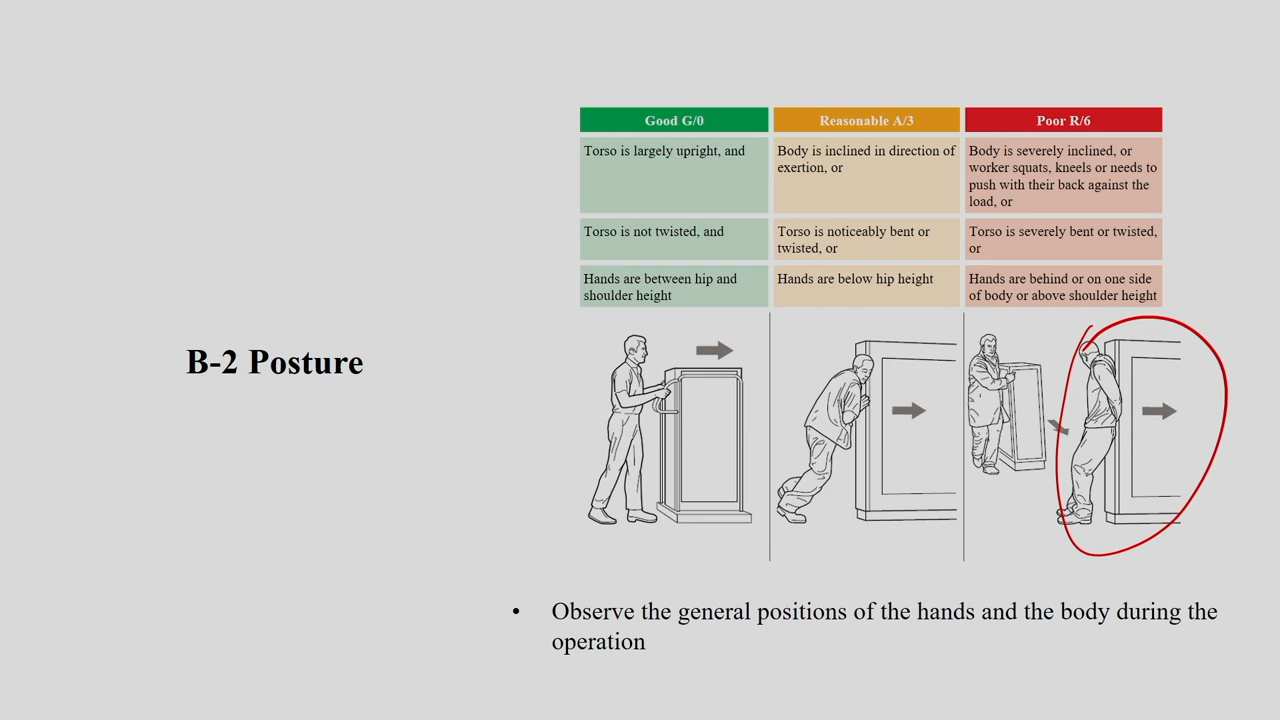 B-2 Posture
Good G/0
Reasonable A/3
Poor R/6
Torso is largely upright, and
Body is inclined in direction of
exertion, or
Body is severely inclined, or
worker squats, kneels or needs to
push with their back against the
load, or
Torso is not twisted, and
Torso is noticeably bent or
twisted, or
Torso is severely bent or twisted,
or
Hands are between hip and
shoulder height
Hands are below hip height
Hands are behind or on one side
of body or above shoulder height
• Observe the general positions of the hands and the body during the
operation